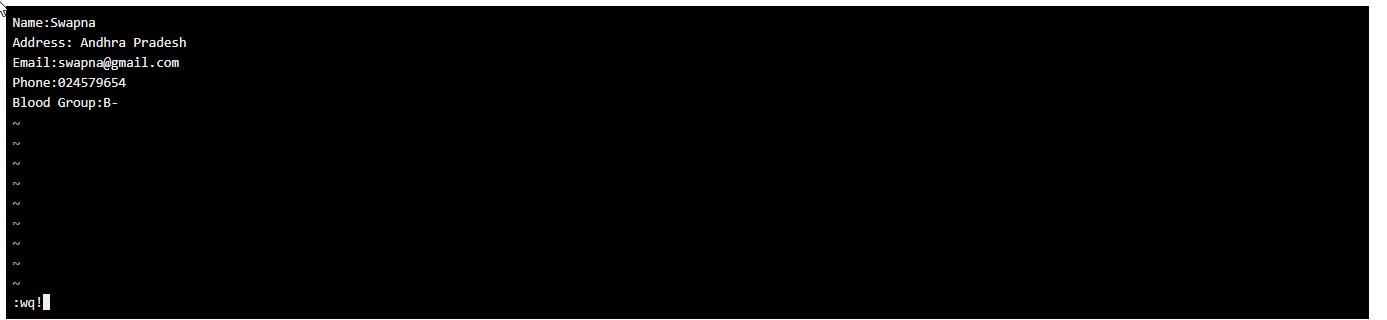 Name:Swapna
Address: Andhra Pradesh
Email:swapna@gmail.com
Phone:024579654
Blood Group:B-
~
~
~
~
~
~
~
~
~
:wq!